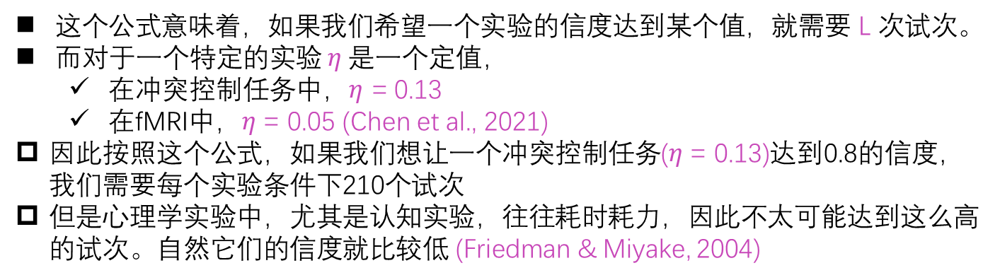 ■ 这个公式意味着，如果我们希望一个实验的信度达到某个值，就需要 L 次试次。
■ 而对于一个特定的实验 η 是一个定值，
✓ 在冲突控制任务中，η = 0.13
✓ 在fMRI中，η = 0.05 (Chen et al., 2021)
□ 因此按照这个公式，如果我们想让一个冲突控制任务(η = 0.13)达到0.8的信度，
我们需要每个实验条件下210个试次
□ 但是心理学实验中，尤其是认知实验，往往耗时耗力，因此不太可能达到这么高
的试次。自然它们的信度就比较低 (Friedman & Miyake, 2004)